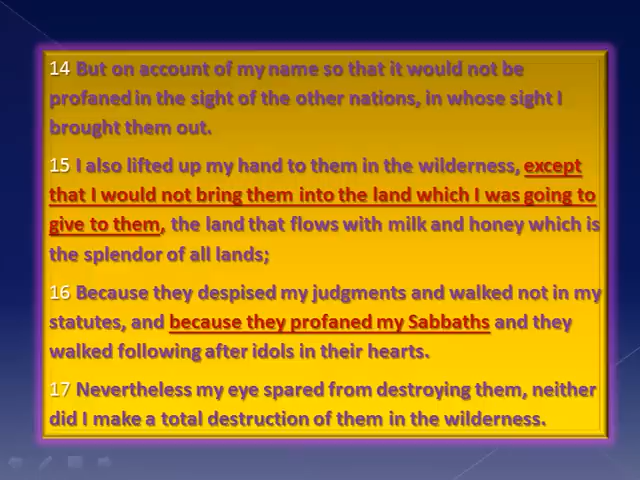 14 But on account of my name so that it would not be
profaned in the sight of the other nations, in whose sight I
brought them out.
15 I also lifted up my hand to them in the wilderness, except
that I would not bring them into the land which I was going to
give to them, the land that flows with milk and honey which is
the splendor of all lands;
16 Because they despised my judgments and walked not in my
statutes, and because they profaned my Sabbaths and they
walked following after idols in their hearts.
17 Nevertheless my eye spared from destroying them, neither
did I make a total destruction of them in the wilderness.